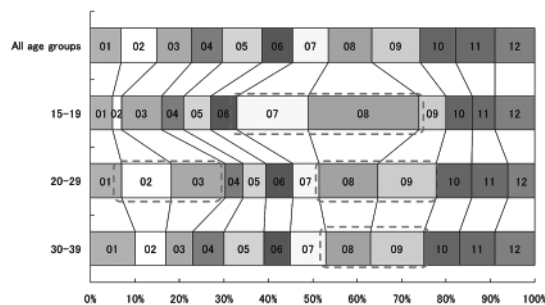 All age groups 01 02 03 04 05 06 07 08 09 10 11 12
15-19 01 02 03 04 05 06 07 08 09 10 11 12
20-29 01 02 03 04 05 06 07 08 09 10 11 12
30-39 01 02 03 04 05 06 07 08 09 10 11 12
0% 10% 20% 30% 40% 50% 60% 70% 80% 90% 100%